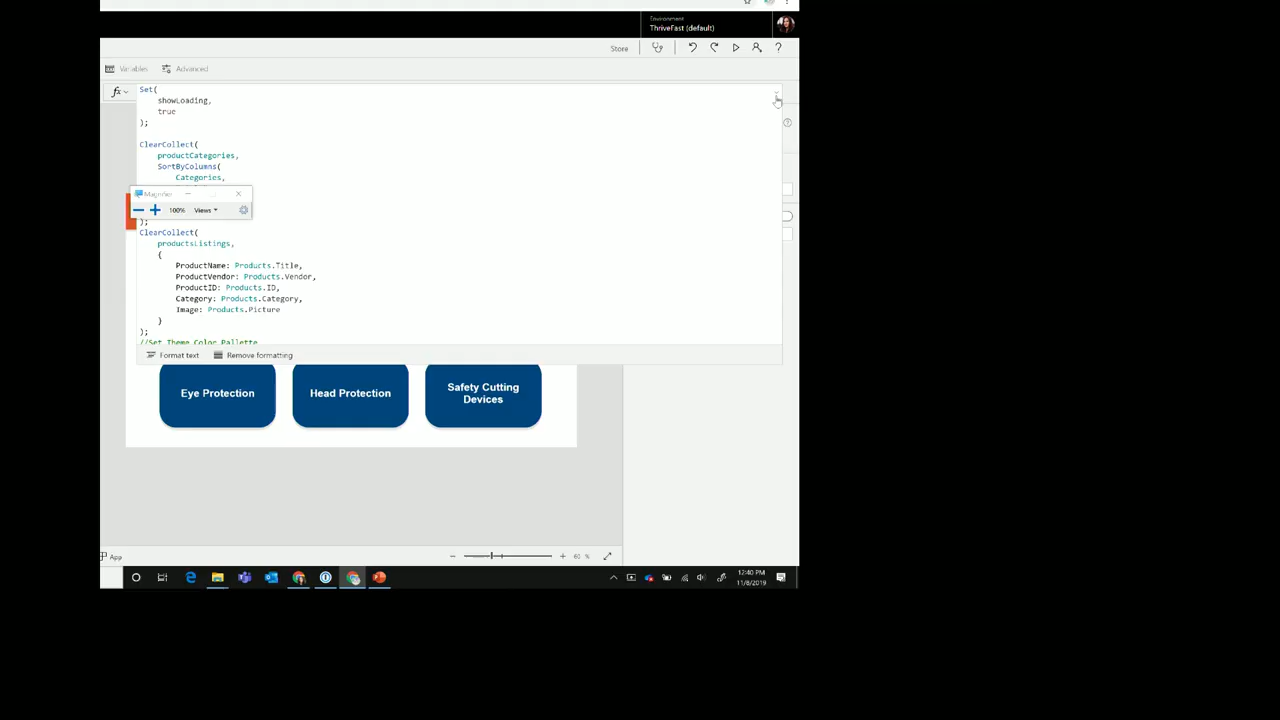 Environment
ThriveFast (default)
Store
Variables
Advanced
fx
Set(
showLoading,
true
);
ClearCollect(
productCategories,
SortByColumns(
Categories,
Magnifier
100%
Views
);
ClearCollect(
productsListings,
{
ProductName: Products.Title,
ProductVendor: Products.Vendor,
ProductID: Products.ID,
Category: Products.Category,
Image: Products.Picture
}
);
//Set Theme Color Pallette
Format text
Remove formatting
Eye Protection
Head Protection
Safety Cutting
Devices
App
60 %
12:40 PM
11/8/2019